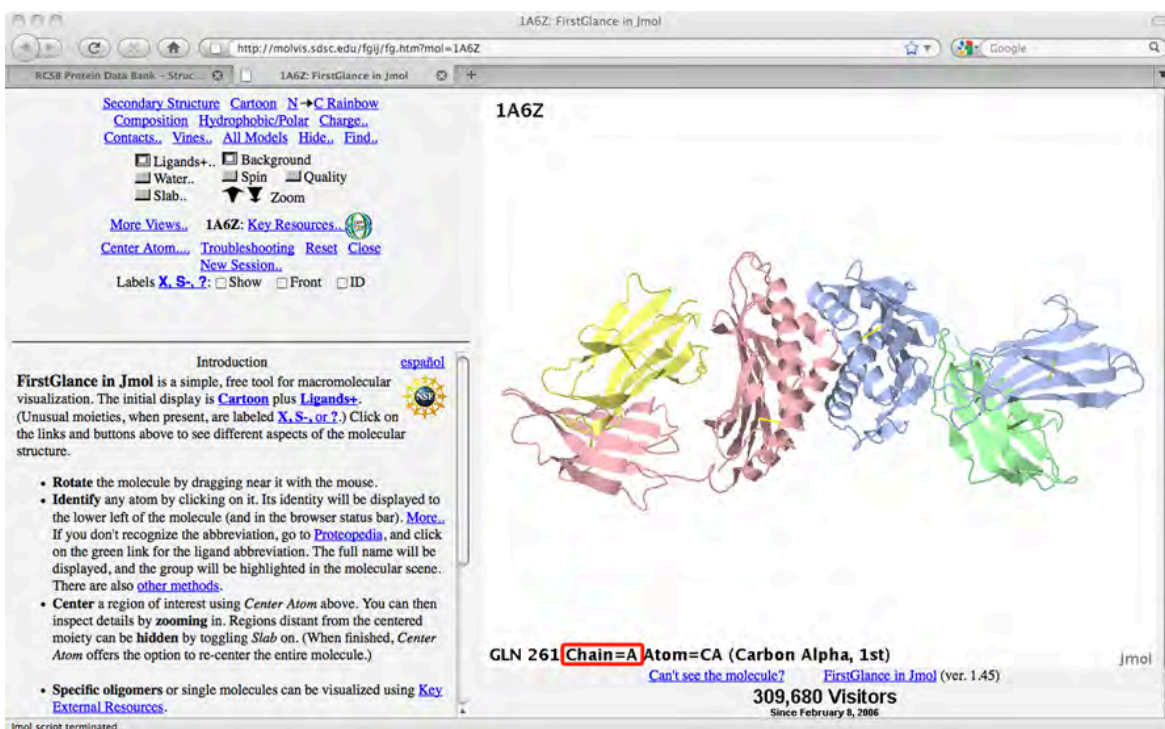 1A6Z: FirstGlance in Jmol
http://molvis.sdsc.edu/fgij/fg.htm?mol=1A6Z
Google
RCSB Protein Data Bank - Struc...
1A6Z: FirstGlance in Jmol
Secondary Structure Cartoon N→C Rainbow
Composition Hydrophobic/Polar Charge..
Contacts.. Vines.. All Models Hide.. Find..
Ligands+.. Background
Water.. Spin Quality
Slab.. Zoom
More Views.. 1A6Z: Key Resources..
Center Atom.... Troubleshooting Reset Close
New Session..
Labels X, S-, ?: Show Front ID
Introduction español
FirstGlance in Jmol is a simple, free tool for macromolecular
visualization. The initial display is Cartoon plus Ligands+.
(Unusual moieties, when present, are labeled X, S-, or ?.) Click on
the links and buttons above to see different aspects of the molecular
structure.
NSF
• Rotate the molecule by dragging near it with the mouse.
• Identify any atom by clicking on it. Its identity will be displayed to
the lower left of the molecule (and in the browser status bar). More..
If you don't recognize the abbreviation, go to Proteopedia, and click
on the green link for the ligand abbreviation. The full name will be
displayed, and the group will be highlighted in the molecular scene.
There are also other methods.
• Center a region of interest using Center Atom above. You can then
inspect details by zooming in. Regions distant from the centered
moiety can be hidden by toggling Slab on. (When finished, Center
Atom offers the option to re-center the entire molecule.)
• Specific oligomers or single molecules can be visualized using Key
External Resources.
Jmol script terminated
1A6Z
GLN 261 Chain=A Atom=CA (Carbon Alpha, 1st)
Jmol
Can't see the molecule? FirstGlance in Jmol (ver. 1.45)
309,680 Visitors
Since February 8, 2006